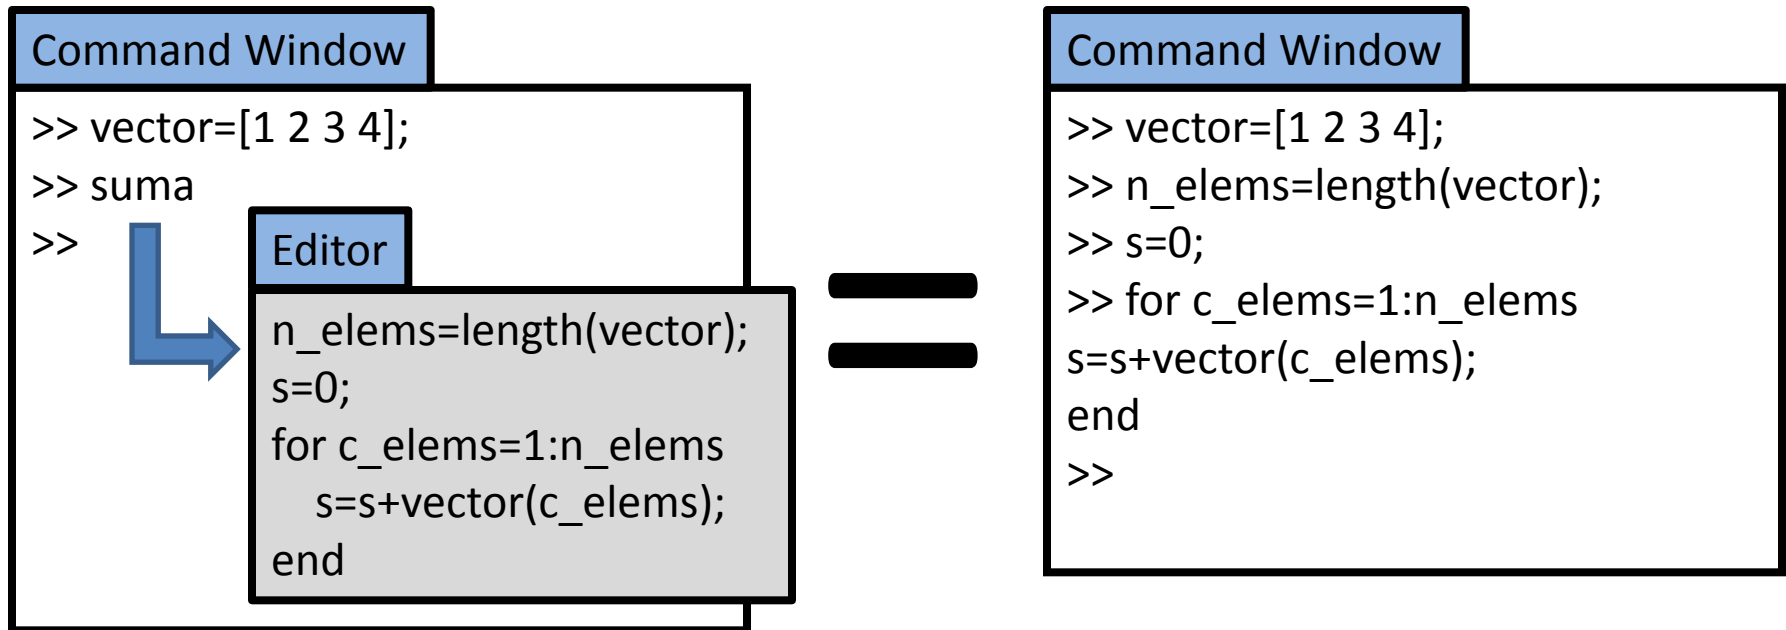 Command Window
>> vector=[1 2 3 4];
>> suma
>>
Editor
n_elems=length(vector);
s=0;
for c_elems=1:n_elems
s=s+vector(c_elems);
end
Command Window
>> vector=[1 2 3 4];
>> n_elems=length(vector);
>> s=0;
>> for c_elems=1:n_elems
s=s+vector(c_elems);
end
>>